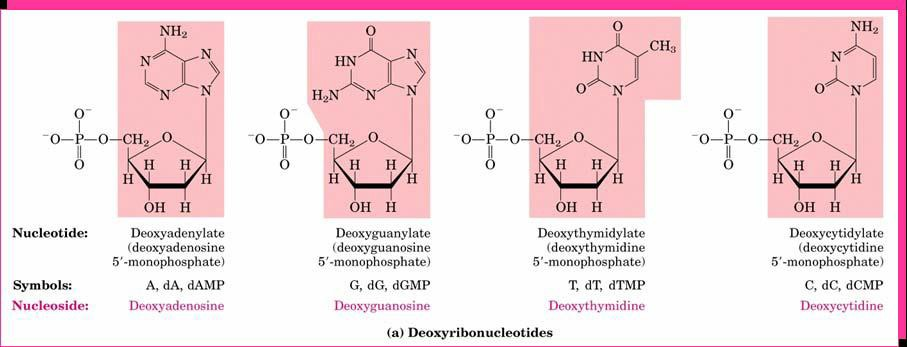 NH₂
N
N
N
N
O⁻
⁻O—P—O—CH₂
O
O
H
H
H
H
OH
H
O
HN
N
H₂N
N
N
O⁻
⁻O—P—O—CH₂
O
O
H
H
H
H
OH
H
O
CH₃
HN
O
N
O⁻
⁻O—P—O—CH₂
O
O
H
H
H
H
OH
H
NH₂
N
O
N
O⁻
⁻O—P—O—CH₂
O
O
H
H
H
H
OH
H
Nucleotide: Deoxyadenylate Deoxyguanylate Deoxythymidylate Deoxycytidylate
(deoxyadenosine (deoxyguanosine (deoxythymidine (deoxycytidine
5′-monophosphate) 5′-monophosphate) 5′-monophosphate) 5′-monophosphate)
Symbols: A, dA, dAMP G, dG, dGMP T, dT, dTMP C, dC, dCMP
Nucleoside: Deoxyadenosine Deoxyguanosine Deoxythymidine Deoxycytidine
(a) Deoxyribonucleotides